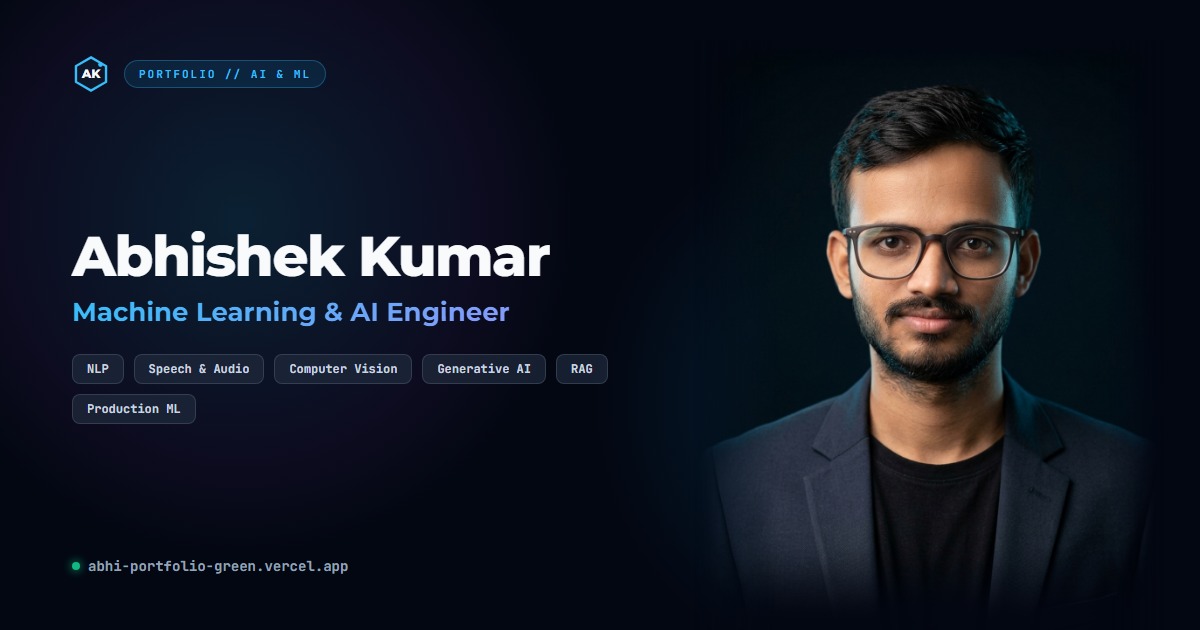 AK
PORTFOLIO // AI & ML
Abhishek Kumar
Machine Learning & AI Engineer
NLP Speech & Audio Computer Vision Generative AI RAG
Production ML
abhi-portfolio-green.vercel.app